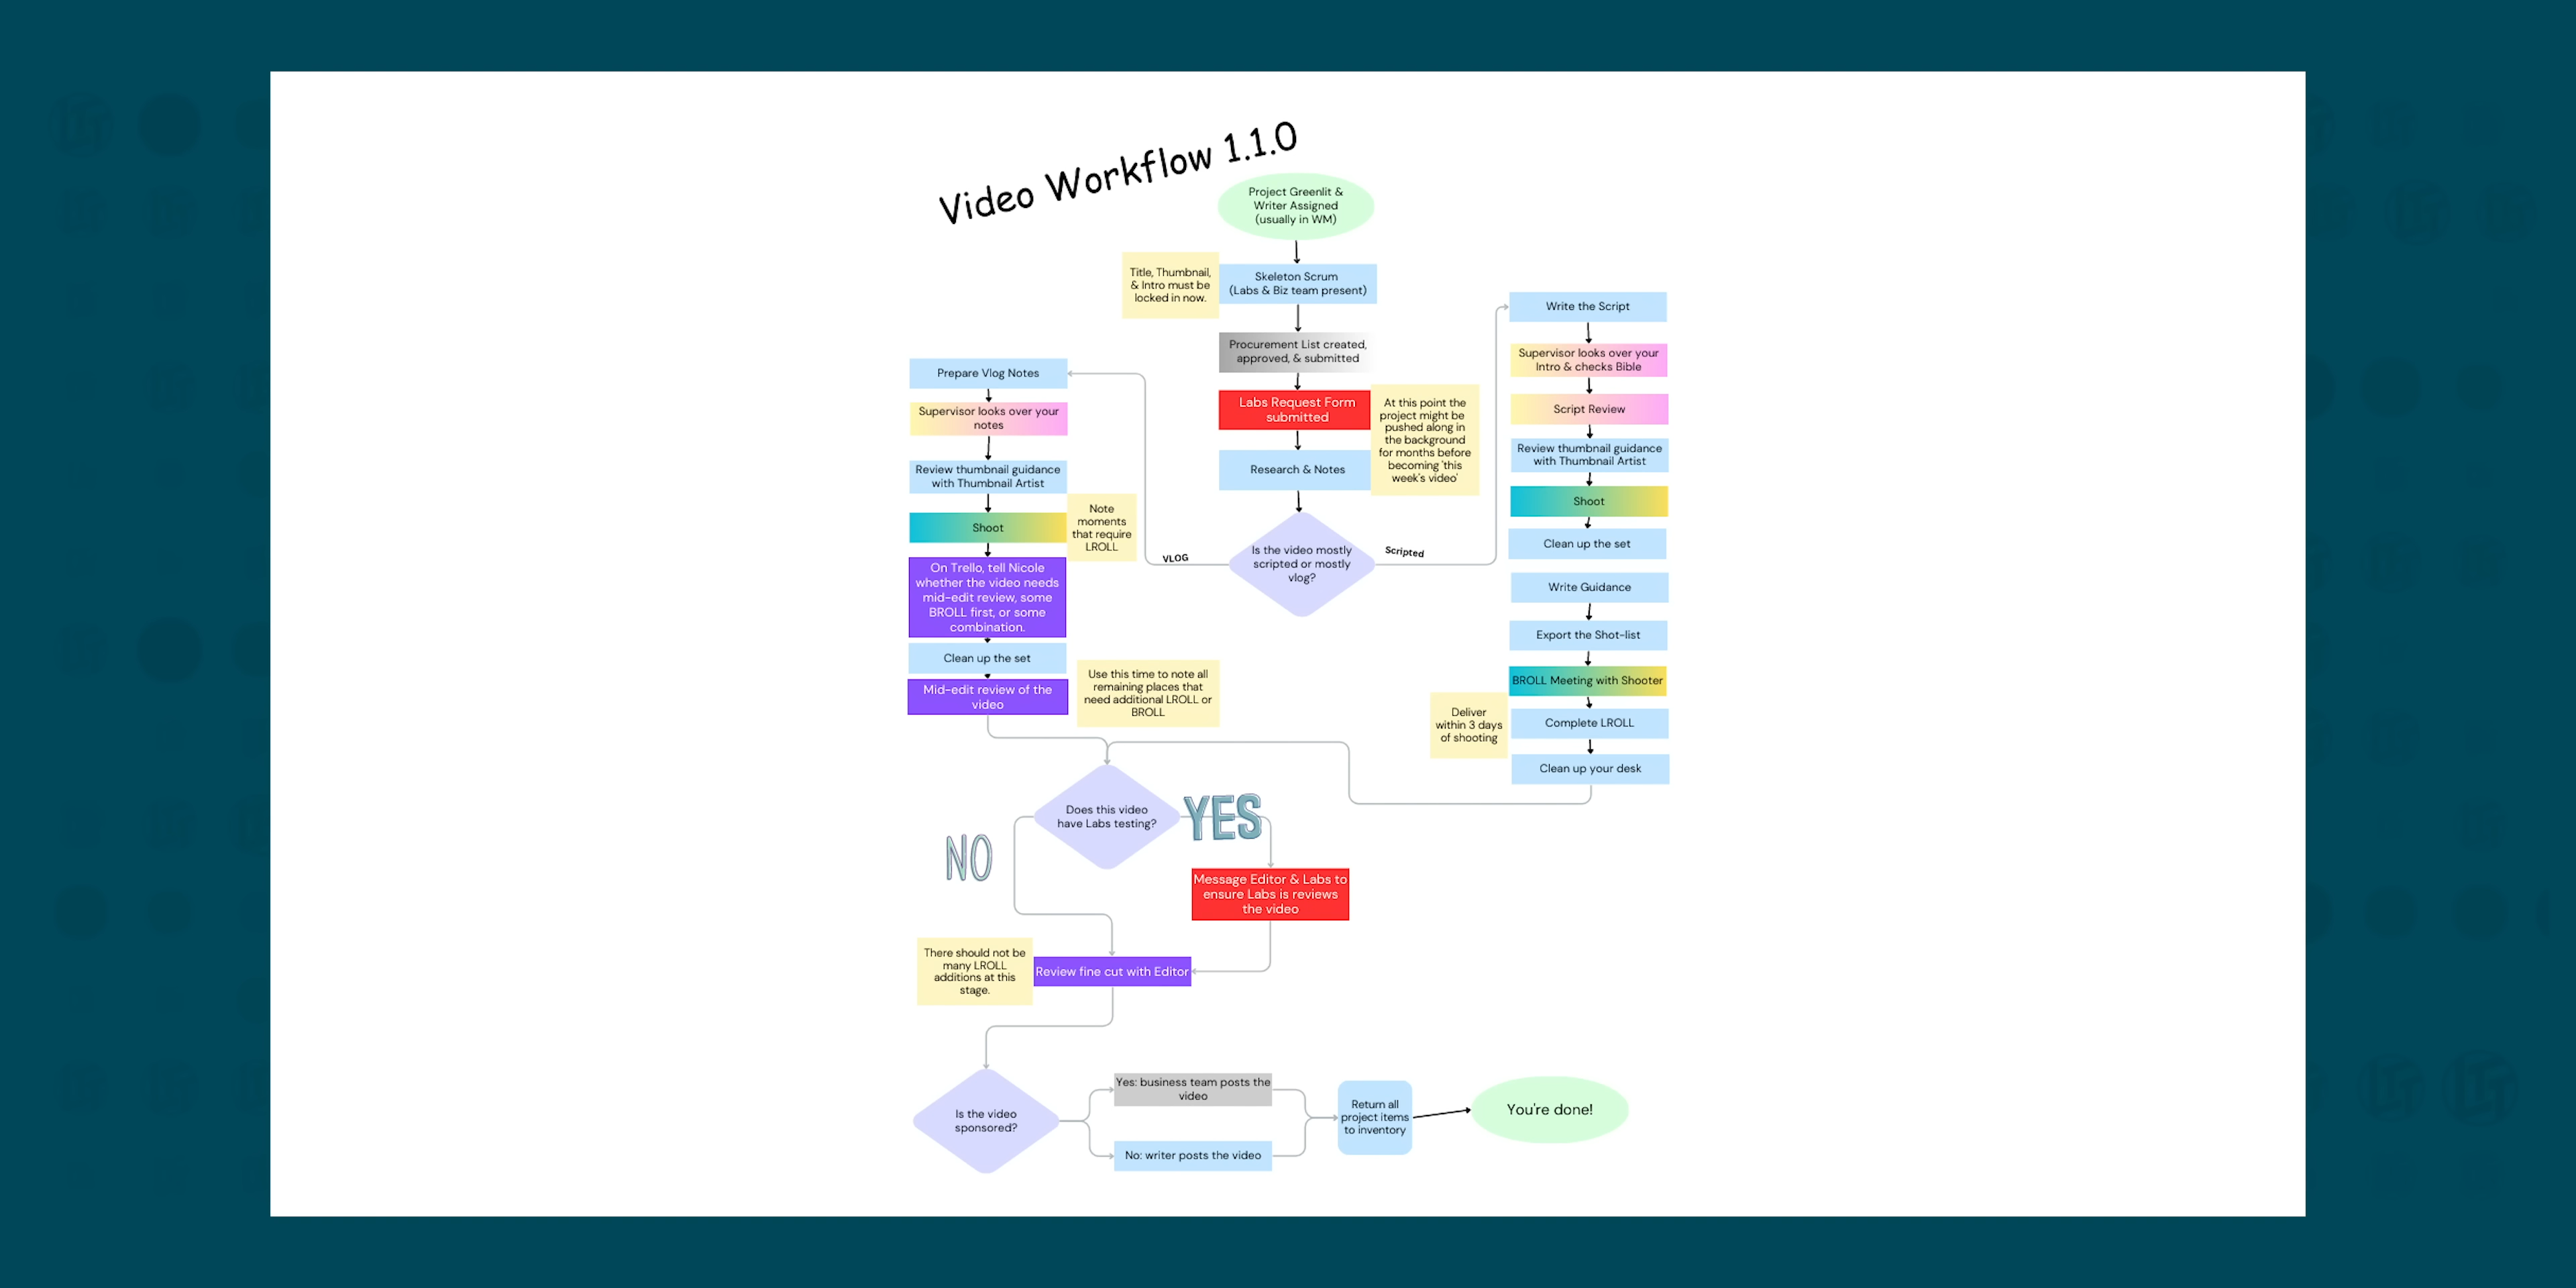 Video Workflow 1.1.0
Project Greenlit &
Writer Assigned
(usually in WM)
Title, Thumbnail,
& Intro must be
locked in now.
Skeleton Scrum
(Labs & Biz team present)
Procurement List created,
approved, & submitted
Labs Request Form
submitted
At this point the
project might be
pushed along in
the background
for months before
becoming 'this
week's video'
Research & Notes
Is the video mostly
scripted or mostly
vlog?
VLOG
Scripted
Prepare Vlog Notes
Supervisor looks over your
notes
Review thumbnail guidance
with Thumbnail Artist
Shoot
Note
moments
that require
LROLL
On Trello, tell Nicole
whether the video needs
mid-edit review, some
BROLL first, or some
combination.
Clean up the set
Mid-edit review of the
video
Use this time to note all
remaining places that
need additional LROLL or
BROLL
Write the Script
Supervisor looks over your
Intro & checks Bible
Script Review
Review thumbnail guidance
with Thumbnail Artist
Shoot
Clean up the set
Write Guidance
Export the Shot-list
BROLL Meeting with Shooter
Deliver
within 3 days
of shooting
Complete LROLL
Clean up your desk
Does this video
have Labs testing?
YES
NO
Message Editor & Labs to
ensure Labs is reviews
the video
There should not be
many LROLL
additions at this
stage.
Review fine cut with Editor
Is the video
sponsored?
Yes: business team posts the
video
No: writer posts the video
Return all
project items
to inventory
You're done!